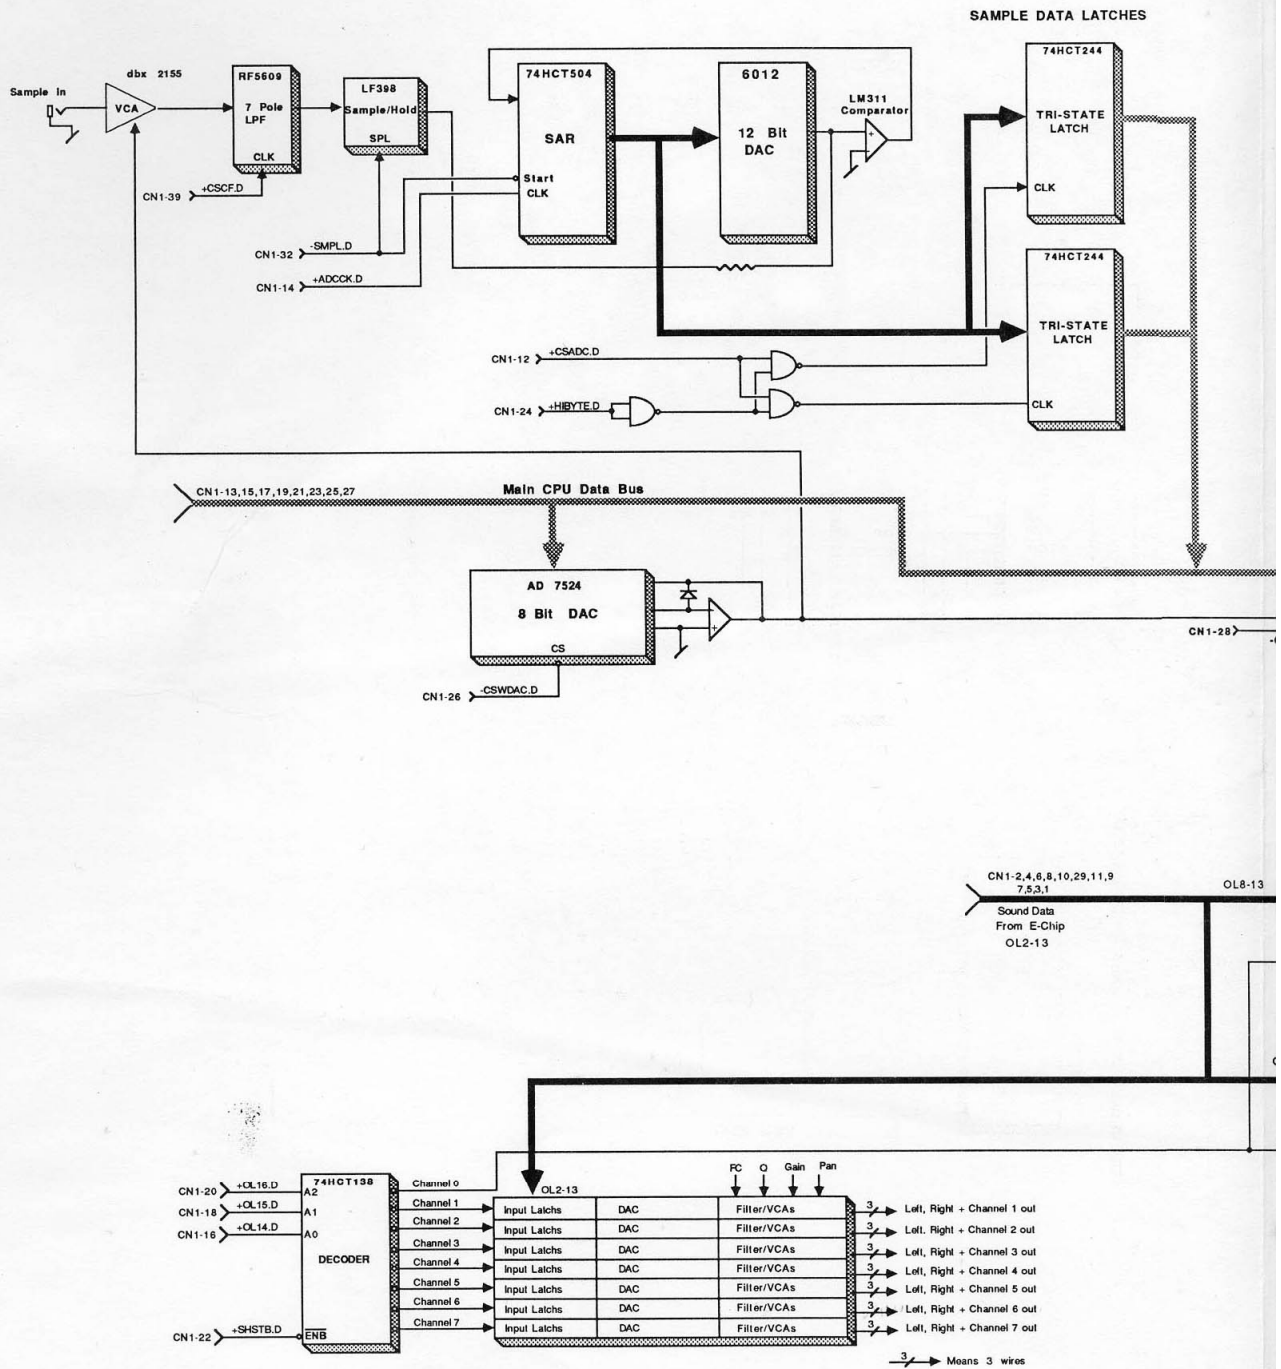 SAMPLE DATA LATCHES
dbx 2155
Sample In
VCA
RF5609
7 Pole
LPF
CLK
LF398
Sample/Hold
SPL
74HCT504
SAR
Start
CLK
6012
12 Bit
DAC
LM311
Comparator
74HCT244
TRI-STATE
LATCH
CLK
74HCT244
TRI-STATE
LATCH
CLK
CN1-39 +CSCF.D
CN1-32 -SMPL.D
CN1-14 +ADCCK.D
CN1-12 +CSADC.D
CN1-24 +HIBYTE.D
CN1-13,15,17,19,21,23,25,27
Main CPU Data Bus
AD 7524
8 Bit DAC
CS
CN1-26 -CSWDAC.D
CN1-28
CN1-2,4,6,8,10,29,11,9
7,5,3,1
Sound Data
From E-Chip
OL2-13
OL8-13
74HCT138
DECODER
CN1-20 +OL16.D A2
CN1-18 +OL15.D A1
CN1-16 +OL14.D A0
CN1-22 +SHSTB.D ENB
Channel 0
Channel 1
Channel 2
Channel 3
Channel 4
Channel 5
Channel 6
Channel 7
OL2-13
FC Q Gain Pan
Input Latchs DAC Filter/VCAs 3 Left, Right + Channel 1 out
Input Latchs DAC Filter/VCAs 3 Left, Right + Channel 2 out
Input Latchs DAC Filter/VCAs 3 Left, Right + Channel 3 out
Input Latchs DAC Filter/VCAs 3 Left, Right + Channel 4 out
Input Latchs DAC Filter/VCAs 3 Left, Right + Channel 5 out
Input Latchs DAC Filter/VCAs 3 Left, Right + Channel 6 out
Input Latchs DAC Filter/VCAs 3 Left, Right + Channel 7 out
3 Means 3 wires